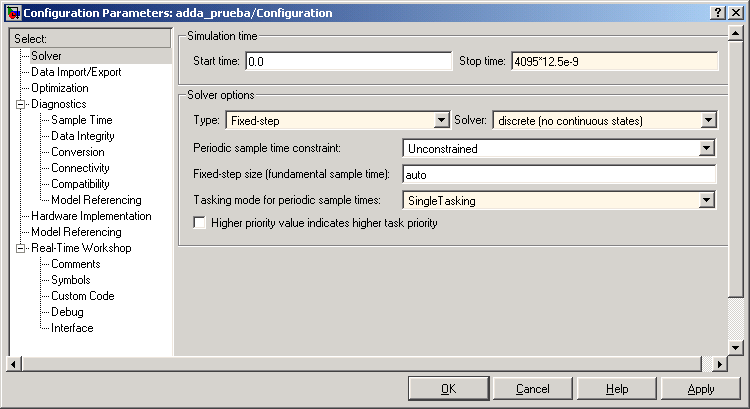 Configuration Parameters: adda_prueba/Configuration
Select:
Solver
Data Import/Export
Optimization
Diagnostics
Sample Time
Data Integrity
Conversion
Connectivity
Compatibility
Model Referencing
Hardware Implementation
Model Referencing
Real-Time Workshop
Comments
Symbols
Custom Code
Debug
Interface
Simulation time
Start time: 0.0 Stop time: 4095*12.5e-9
Solver options
Type: Fixed-step Solver: discrete (no continuous states)
Periodic sample time constraint: Unconstrained
Fixed-step size (fundamental sample time): auto
Tasking mode for periodic sample times: SingleTasking
Higher priority value indicates higher task priority
OK Cancel Help Apply